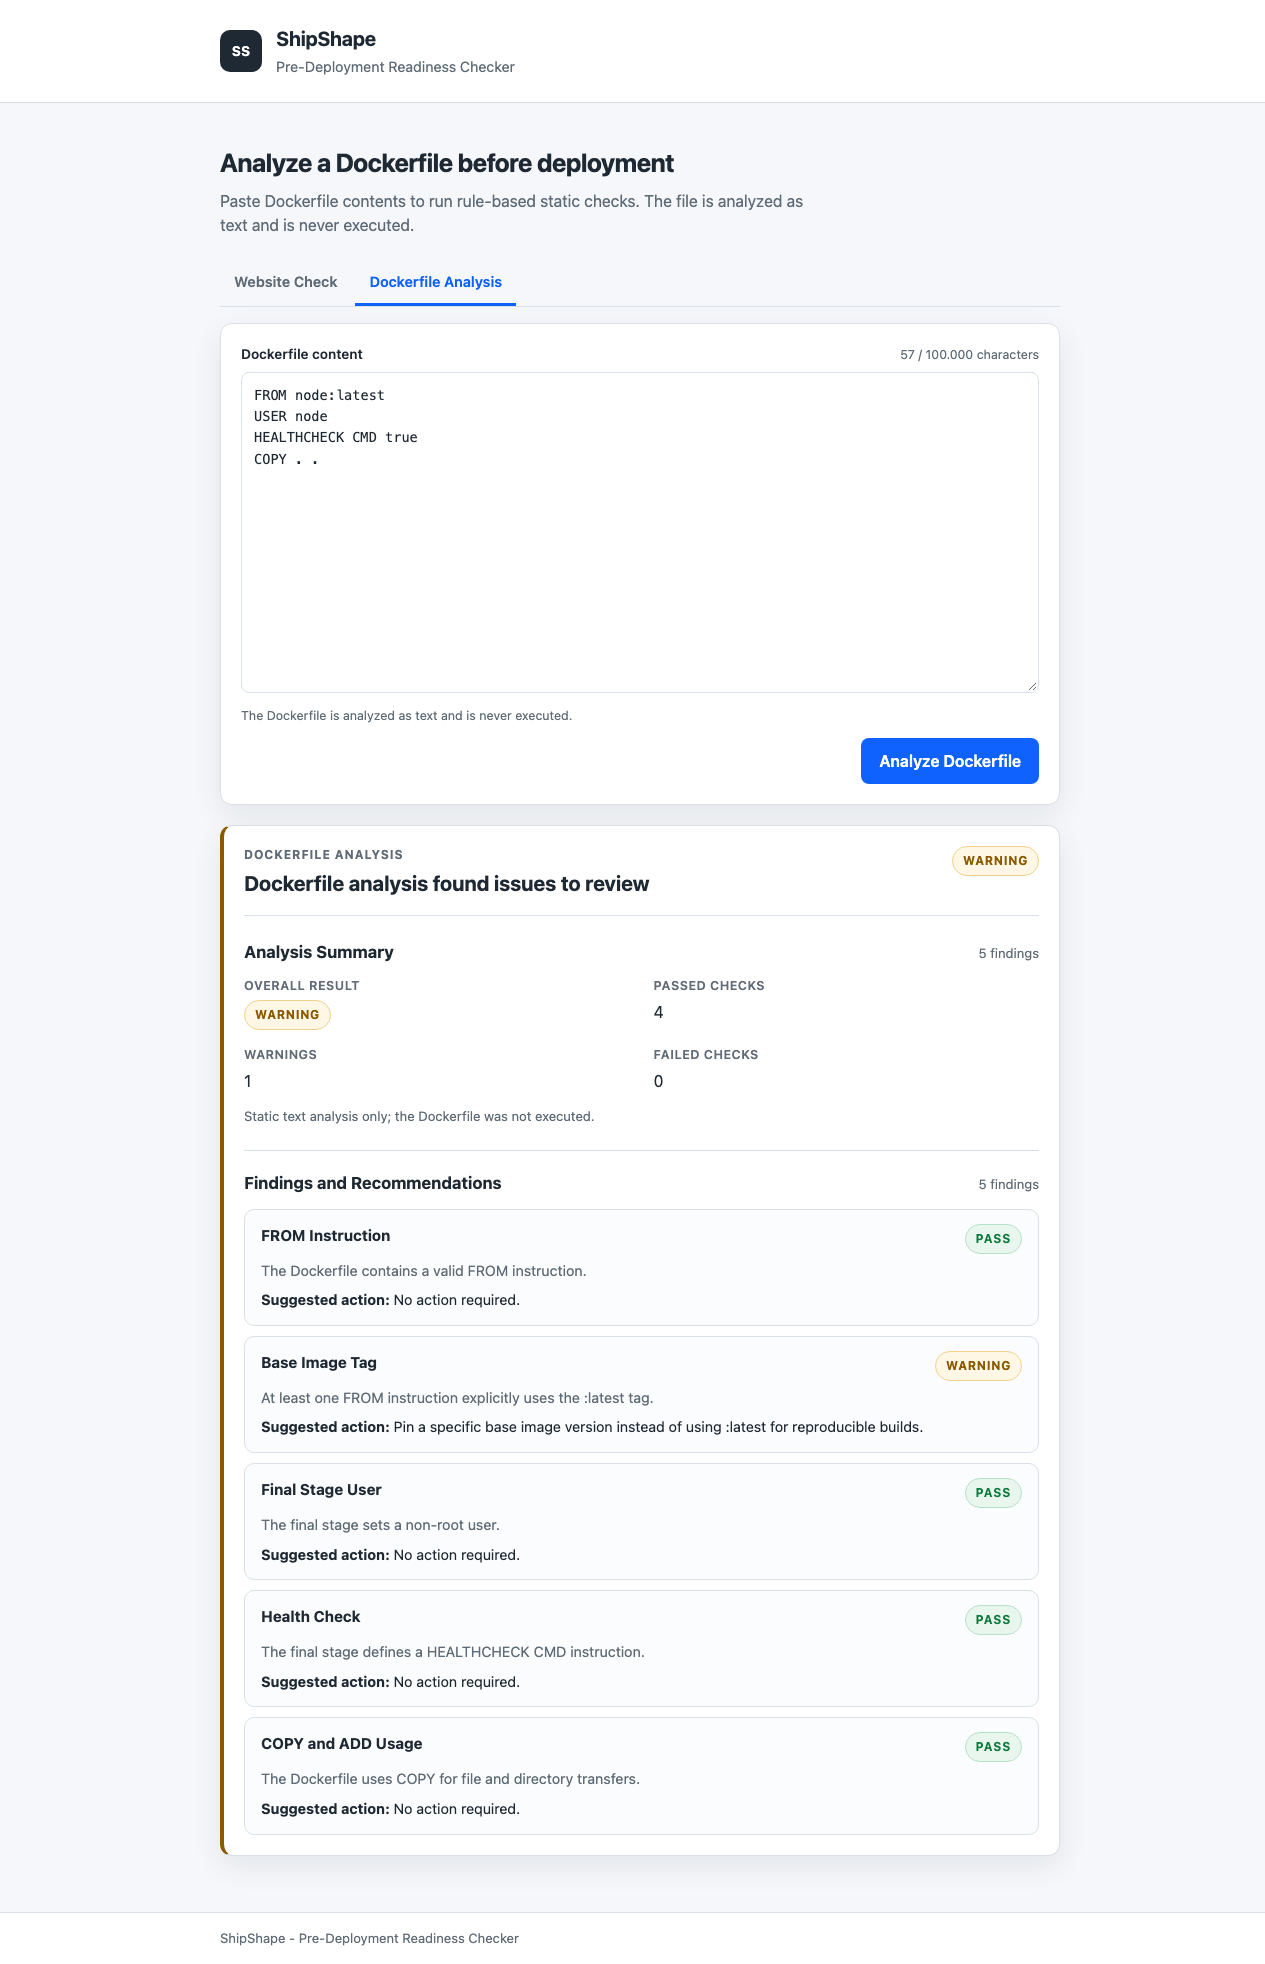 SS
ShipShape
Pre-Deployment Readiness Checker
Analyze a Dockerfile before deployment
Paste Dockerfile contents to run rule-based static checks. The file is analyzed as
text and is never executed.
Website Check
Dockerfile Analysis
Dockerfile content
57 / 100.000 characters
FROM node:latest
USER node
HEALTHCHECK CMD true
COPY . .
The Dockerfile is analyzed as text and is never executed.
Analyze Dockerfile
DOCKERFILE ANALYSIS
WARNING
Dockerfile analysis found issues to review
Analysis Summary
5 findings
OVERALL RESULT
WARNING
PASSED CHECKS
4
WARNINGS
1
FAILED CHECKS
0
Static text analysis only; the Dockerfile was not executed.
Findings and Recommendations
5 findings
FROM Instruction
PASS
The Dockerfile contains a valid FROM instruction.
Suggested action: No action required.
Base Image Tag
WARNING
At least one FROM instruction explicitly uses the :latest tag.
Suggested action: Pin a specific base image version instead of using :latest for reproducible builds.
Final Stage User
PASS
The final stage sets a non-root user.
Suggested action: No action required.
Health Check
PASS
The final stage defines a HEALTHCHECK CMD instruction.
Suggested action: No action required.
COPY and ADD Usage
PASS
The Dockerfile uses COPY for file and directory transfers.
Suggested action: No action required.
ShipShape - Pre-Deployment Readiness Checker